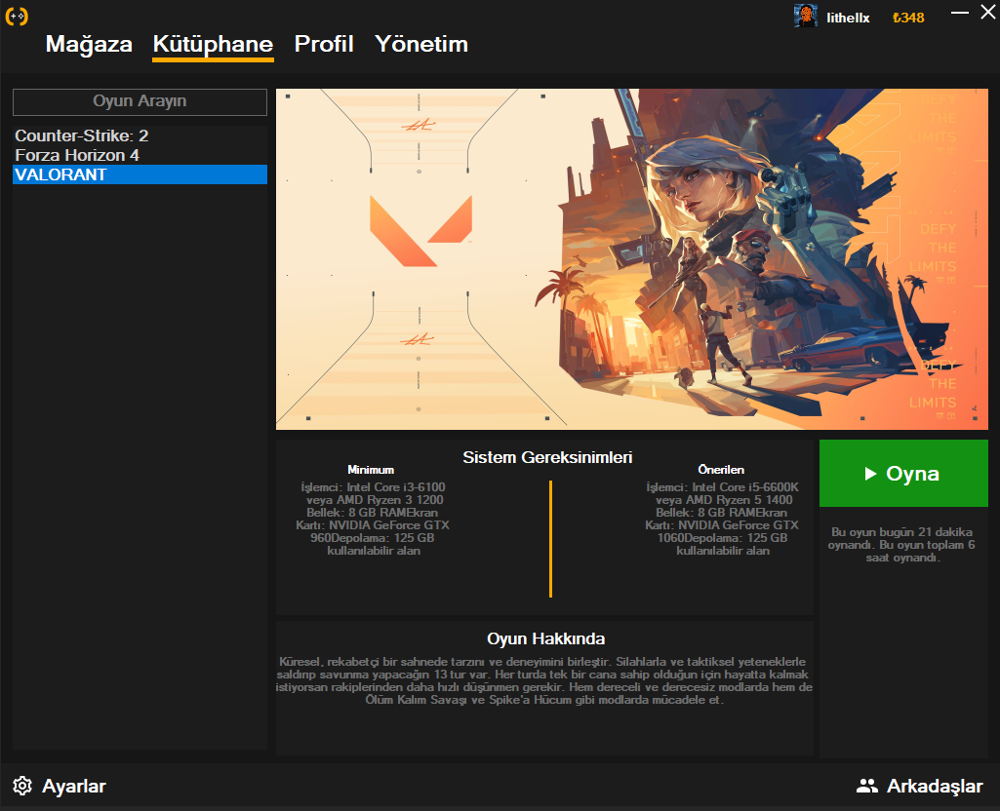 lithellx
₺348
Mağaza Kütüphane Profil Yönetim
Oyun Arayın
Counter-Strike: 2
Forza Horizon 4
VALORANT
DEFY
THE
LIMITS
DEFY
THE
LIMITS
DEFY
THE
LIMITS
Sistem Gereksinimleri
Minimum
İşlemci: Intel Core i3-6100
veya AMD Ryzen 3 1200
Bellek: 8 GB RAMEkran
Kartı: NVIDIA GeForce GTX
960Depolama: 125 GB
kullanılabilir alan
Önerilen
İşlemci: Intel Core i5-6600K
veya AMD Ryzen 5 1400
Bellek: 8 GB RAMEkran
Kartı: NVIDIA GeForce GTX
1060Depolama: 125 GB
kullanılabilir alan
Oyna
Bu oyun bugün 21 dakika
oynandı. Bu oyun toplam 6
saat oynandı.
Oyun Hakkında
Küresel, rekabetçi bir sahnede tarzını ve deneyimini birleştir. Silahlarla ve taktiksel yeteneklerle
saldırıp savunma yapacağın 13 tur var. Her turda tek bir cana sahip olduğun için hayatta kalmak
istiyorsan rakiplerinden daha hızlı düşünmen gerekir. Hem dereceli ve derecesiz modlarda hem de
Ölüm Kalım Savaşı ve Spike'a Hücum gibi modlarda mücadele et.
Ayarlar
Arkadaşlar